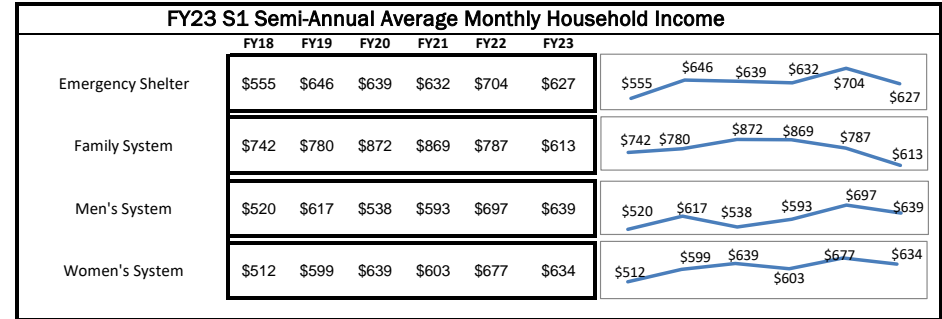 FY23 S1 Semi-Annual Average Monthly Household Income
FY18 FY19 FY20 FY21 FY22 FY23
Emergency Shelter $555 $646 $639 $632 $704 $627 $555 $646 $639 $632 $704 $627
Family System $742 $780 $872 $869 $787 $613 $742 $780 $872 $869 $787 $613
Men's System $520 $617 $538 $593 $697 $639 $520 $617 $538 $593 $697 $639
Women's System $512 $599 $639 $603 $677 $634 $512 $599 $639 $603 $677 $634